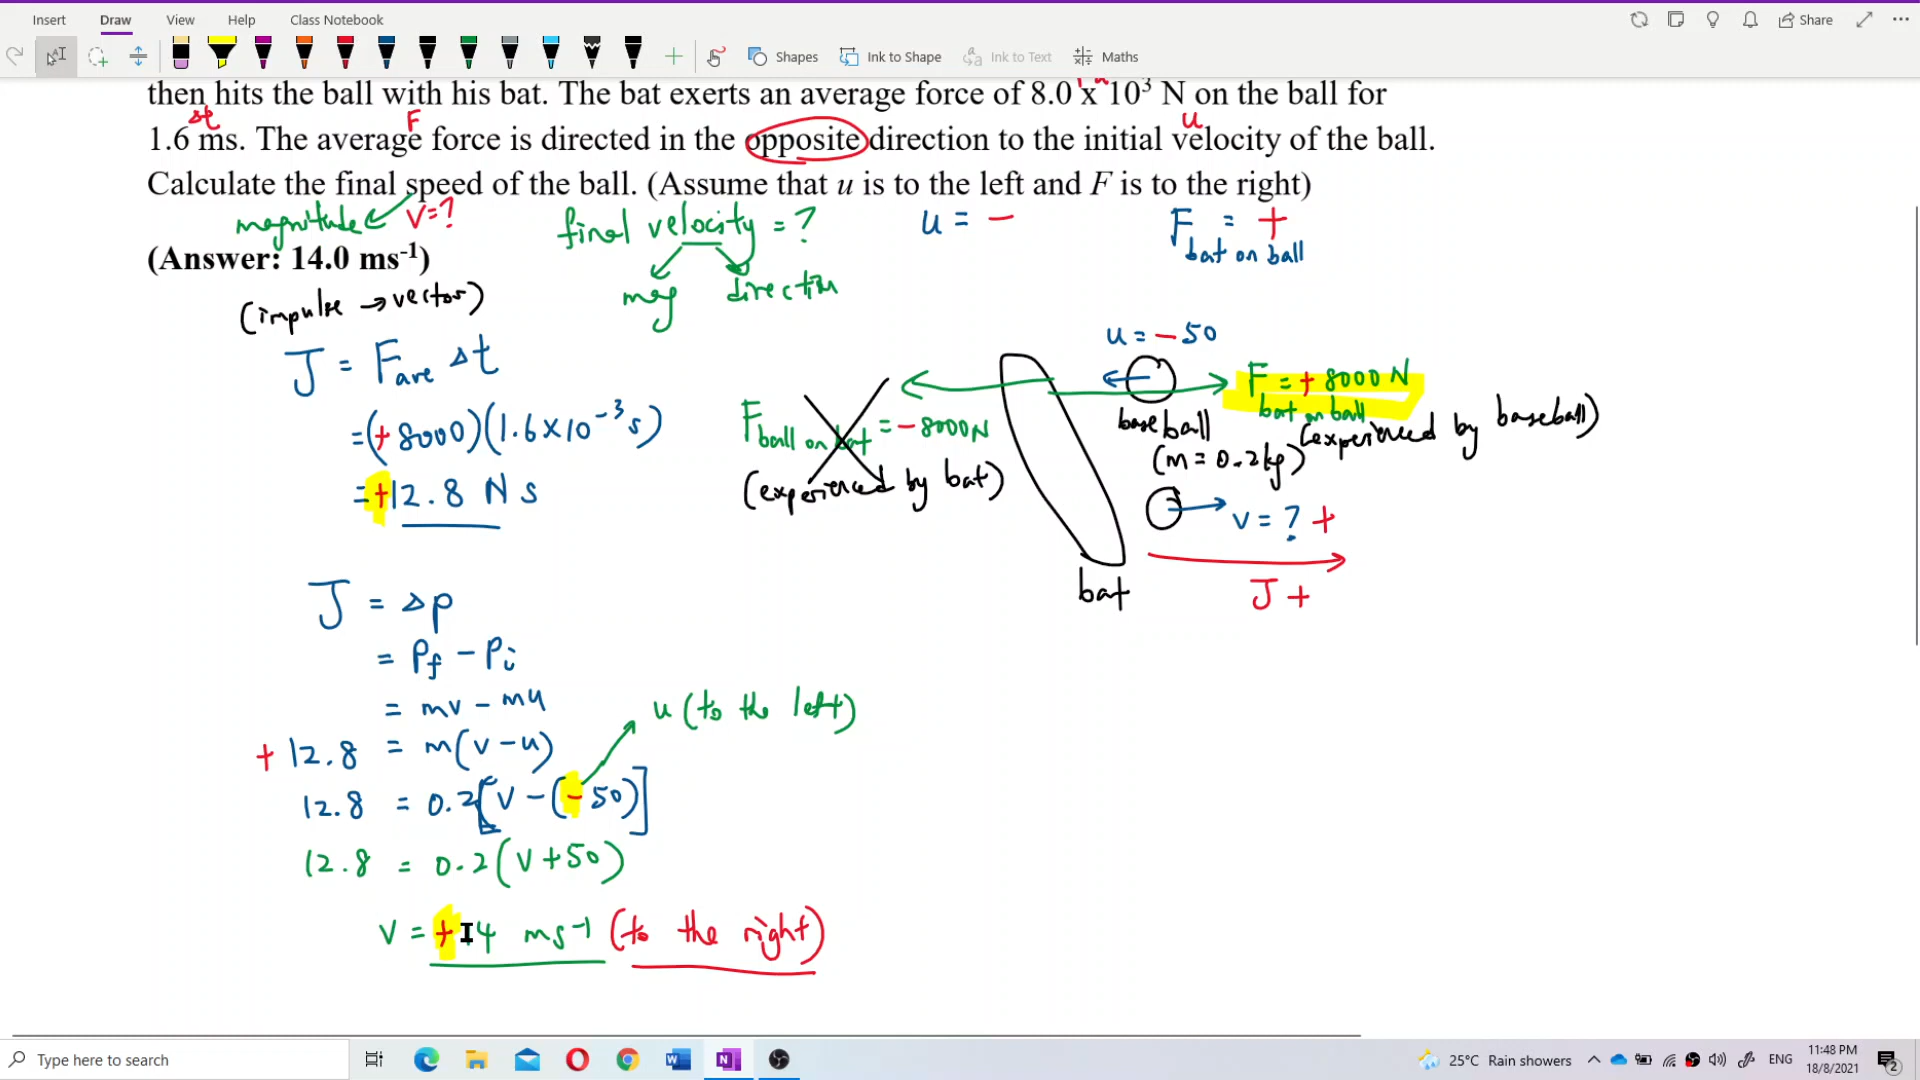 Insert Draw View Help Class Notebook
Share
Shapes Ink to Shape Ink to Text Maths
then hits the ball with his bat. The bat exerts an average force of 8.0 x 10³ N on the ball for
Δt F u
1.6 ms. The average force is directed in the opposite direction to the initial velocity of the ball.
Calculate the final speed of the ball. (Assume that u is to the left and F is to the right)
magnitude v=? final velocity = ? u = − F bat on ball = +
(Answer: 14.0 ms⁻¹)
mag direction
(impulse → vector)
J = Fave Δt
= (+8000)(1.6×10⁻³s)
= +12.8 N s
u = −50
F bat on ball = +8000 N
(experienced by baseball)
F ball on bat = −8000N
(experienced by bat)
baseball
(m = 0.2kg)
v = ? +
J +
bat
J = Δp
= Pf − Pi
= mv − mu
u (to the left)
+12.8 = m(v−u)
12.8 = 0.2[v − (−50)]
12.8 = 0.2(v+50)
v = +14 ms⁻¹ (to the right)
Type here to search
25°C Rain showers
ENG
11:48 PM
18/8/2021
2